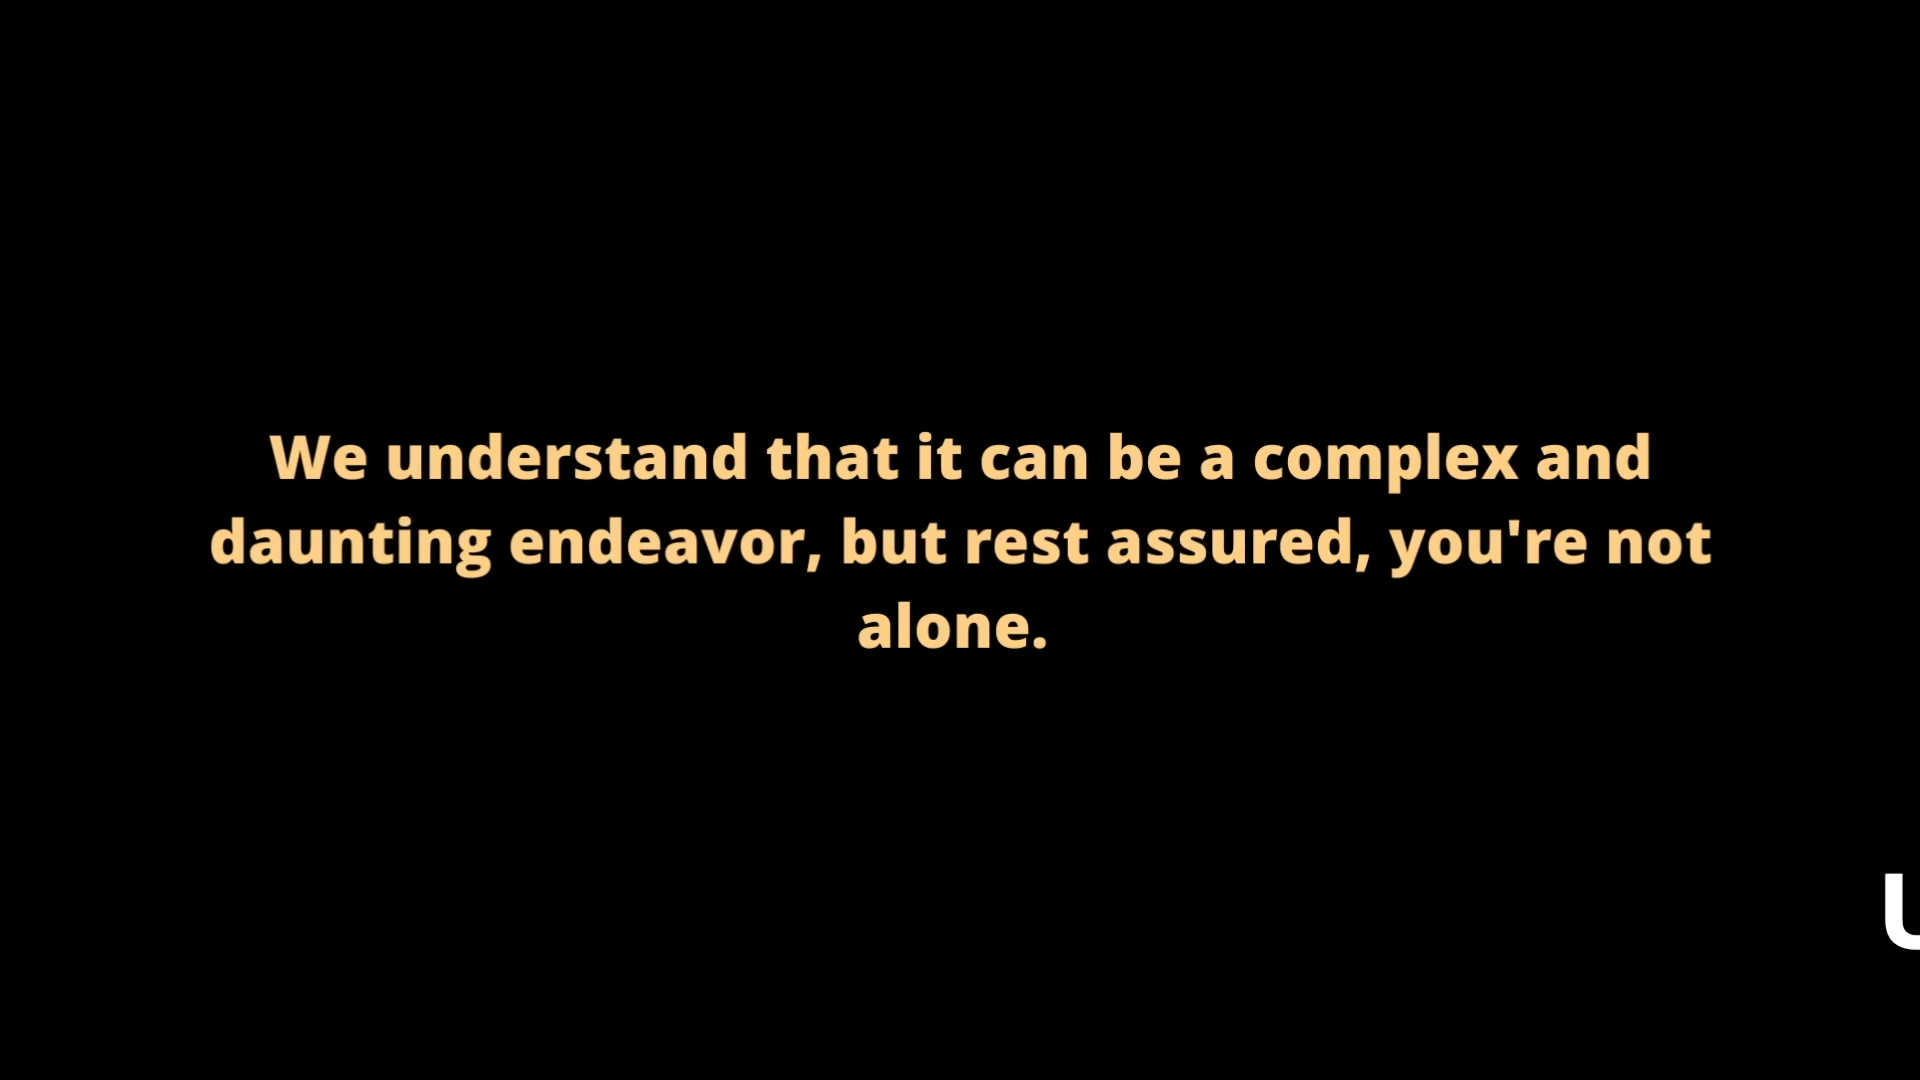 We understand that it can be a complex and
daunting endeavor, but rest assured, you're not
alone.